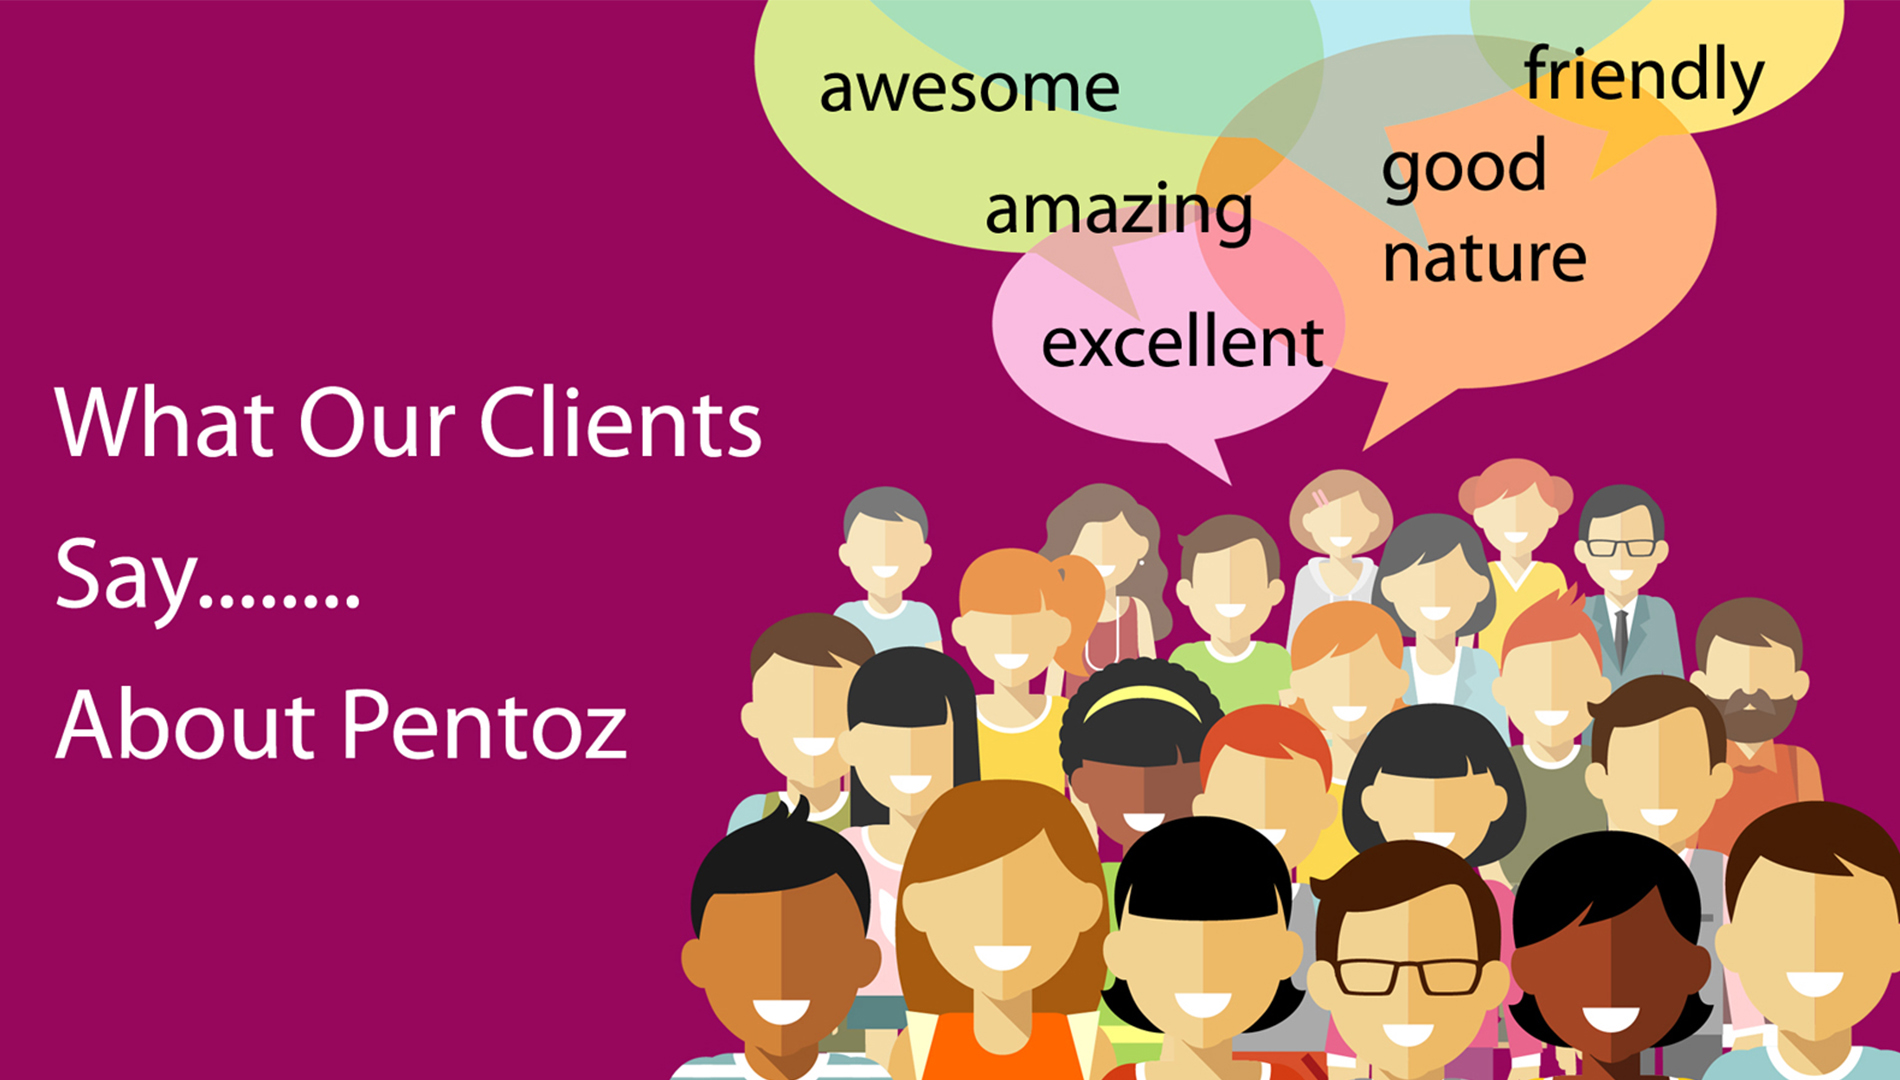 What Our Clients
Say........
About Pentoz
awesome
friendly
good
nature
amazing
excellent